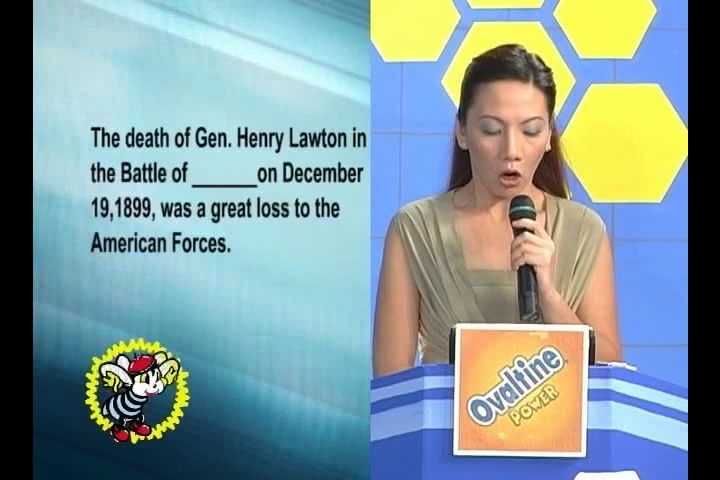 The death of Gen. Henry Lawton in
the Battle of _______on December
19,1899, was a great loss to the
American Forces.
Ovaltine
POWER